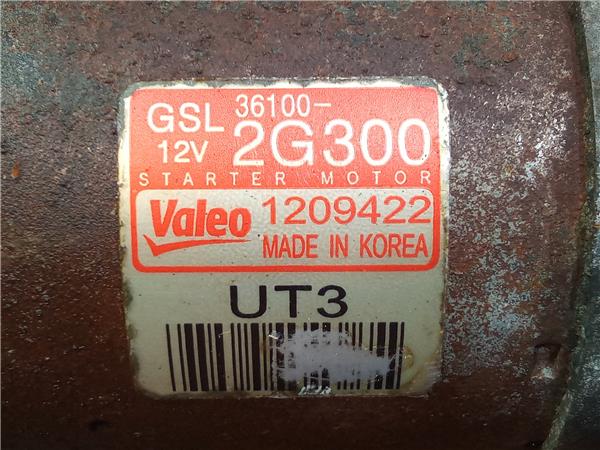 GSL 36100-
12V 2G300
STARTER MOTOR
Valeo 1209422
MADE IN KOREA
UT3